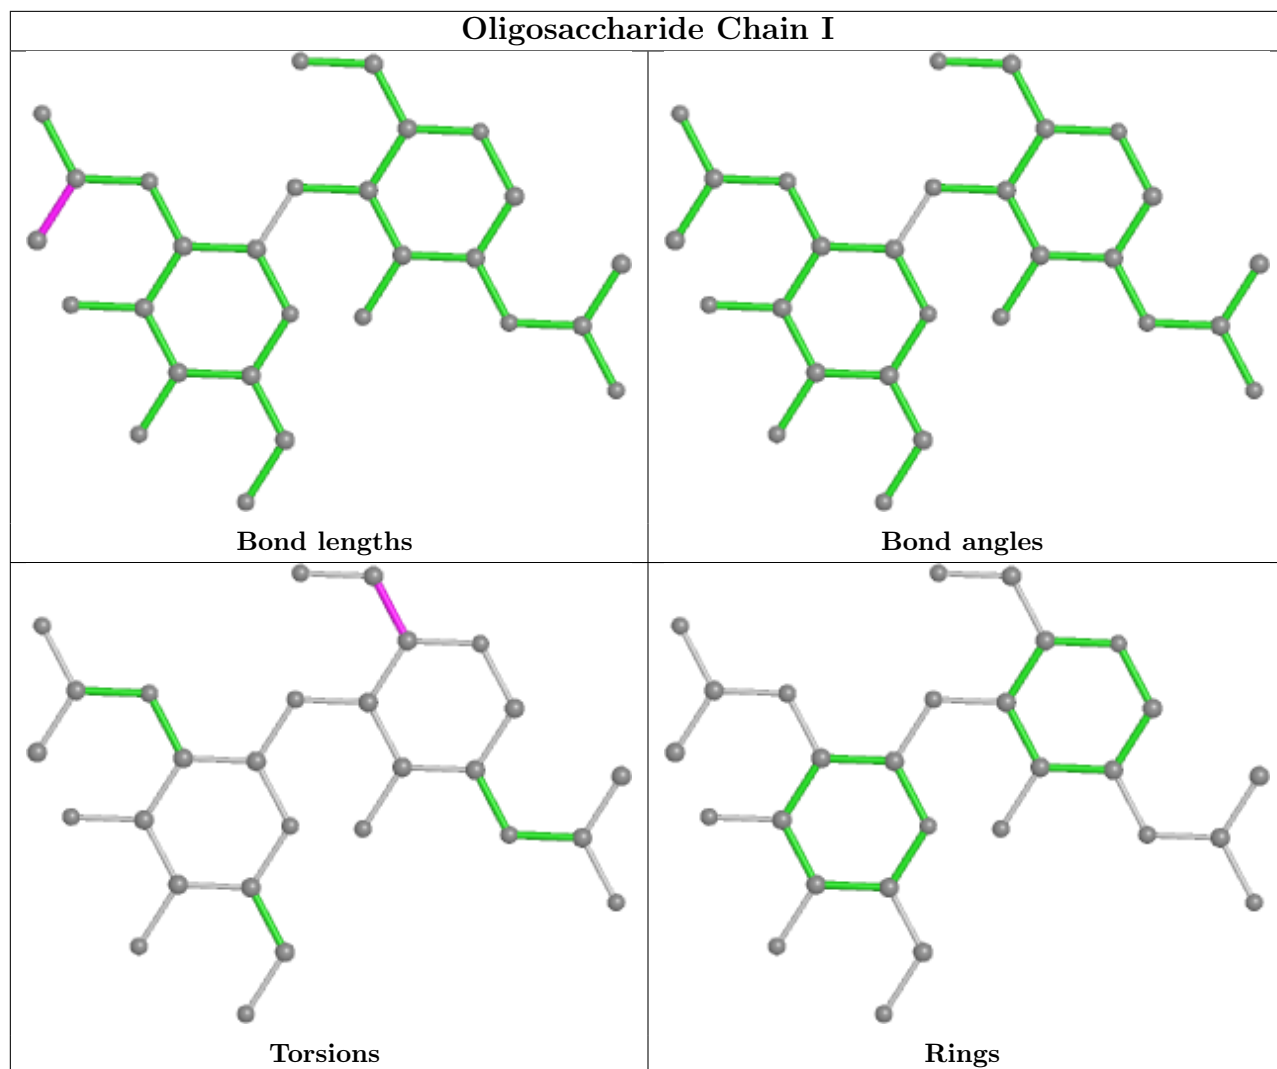 Oligosaccharide Chain I
Bond lengths
Bond angles
Torsions
Rings